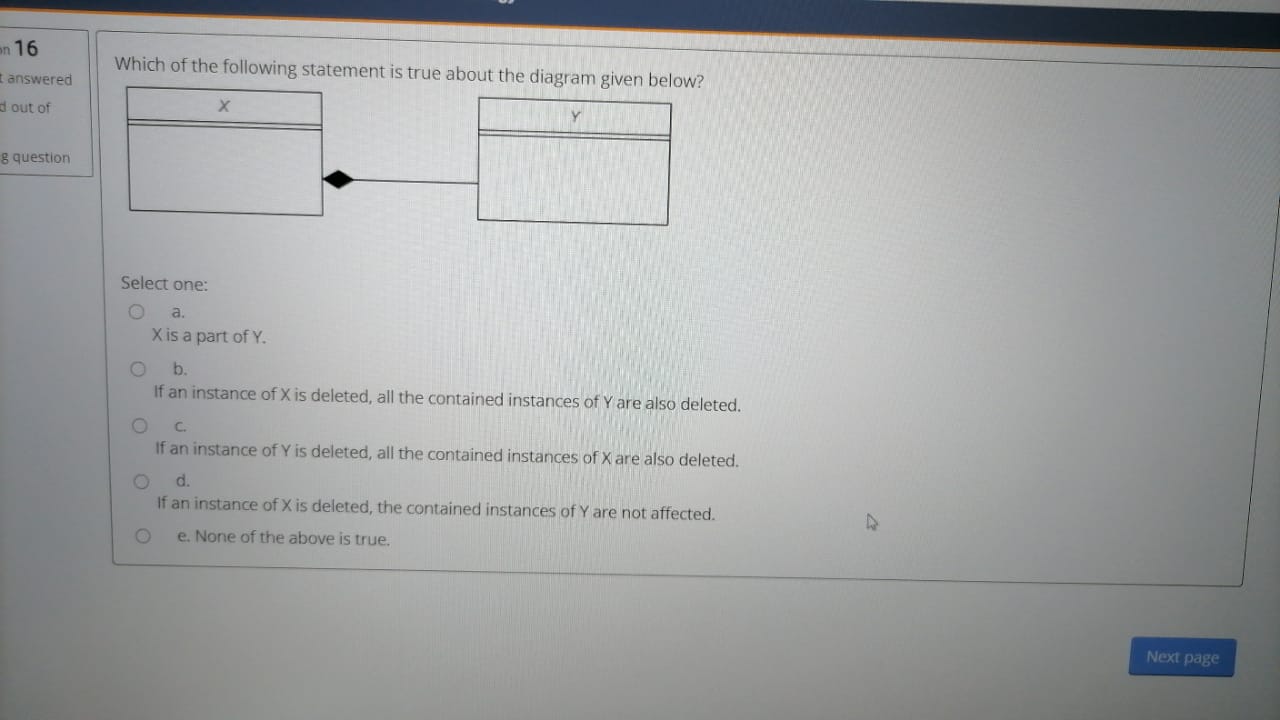 16
answered
out of
question
Which of the following statement is true about the diagram given below?
X
Y
Select one:
a.
X is a part of Y.
b.
If an instance of X is deleted, all the contained instances of Y are also deleted.
c.
If an instance of Y is deleted, all the contained instances of X are also deleted.
d.
If an instance of X is deleted, the contained instances of Y are not affected.
e. None of the above is true.
Next page